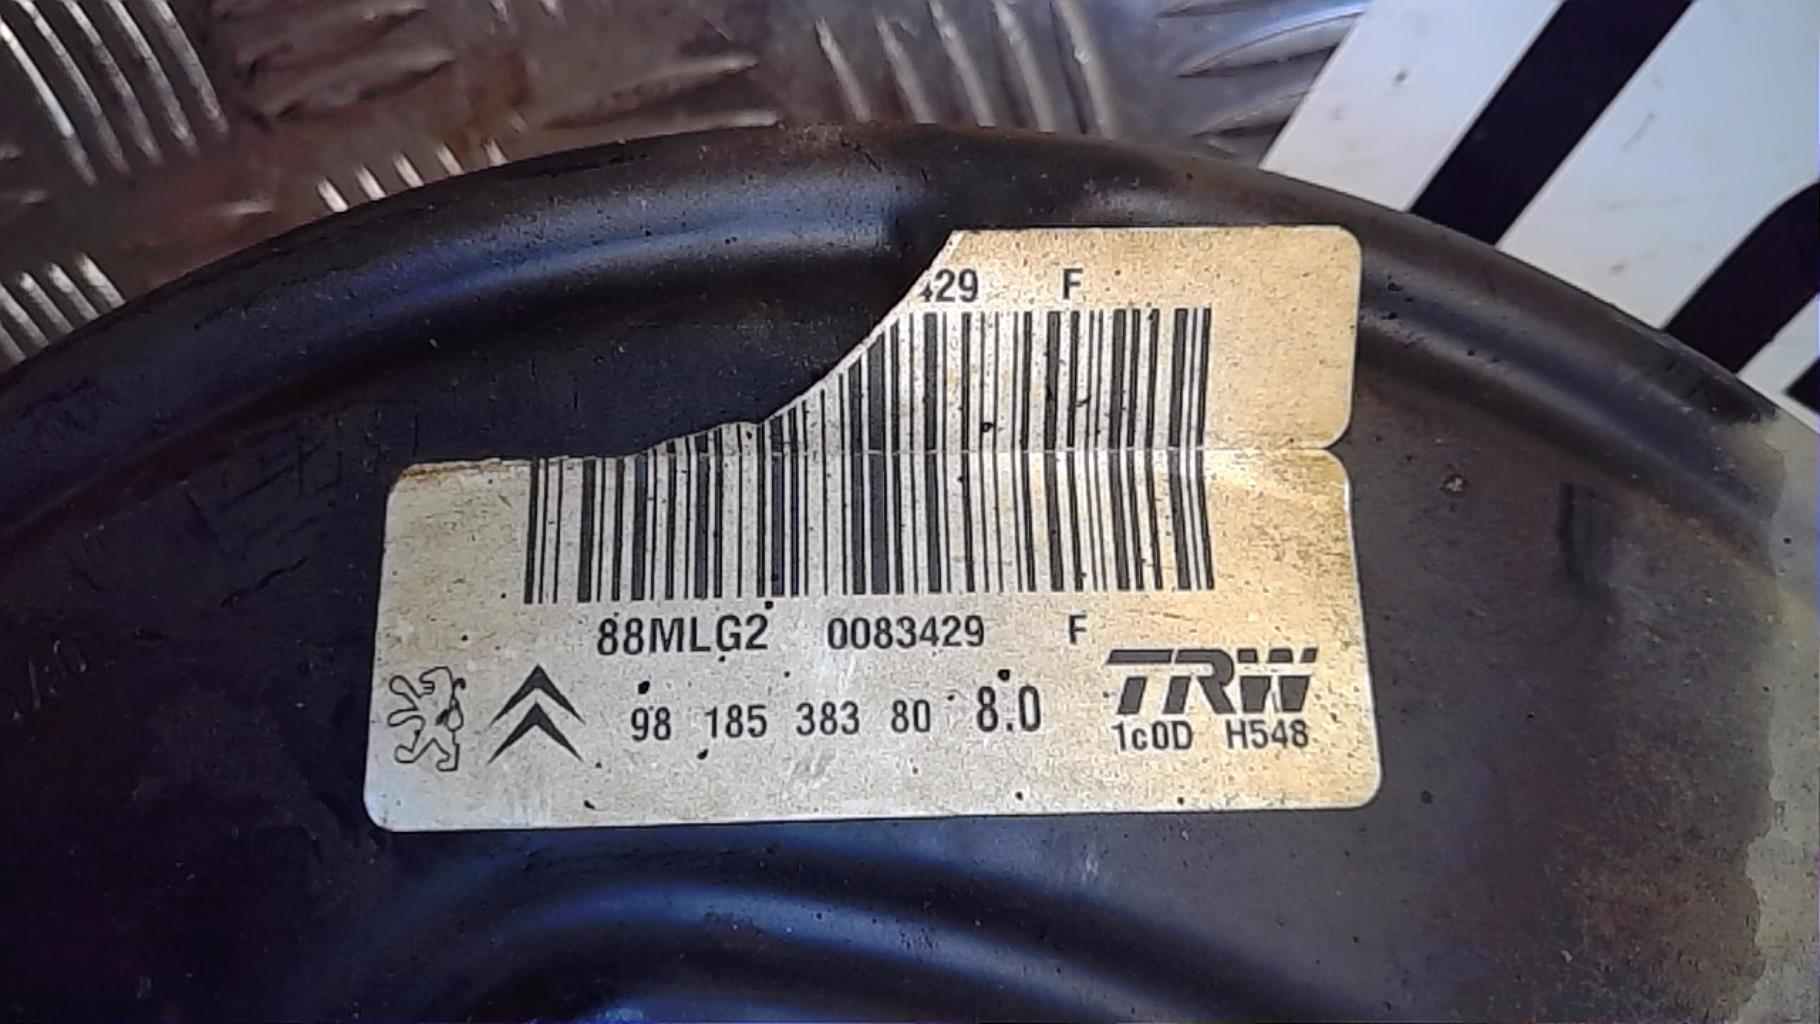 429 F
88MLG2 0083429 F
98 185 383 80 8.0 TRW
1c0D H548